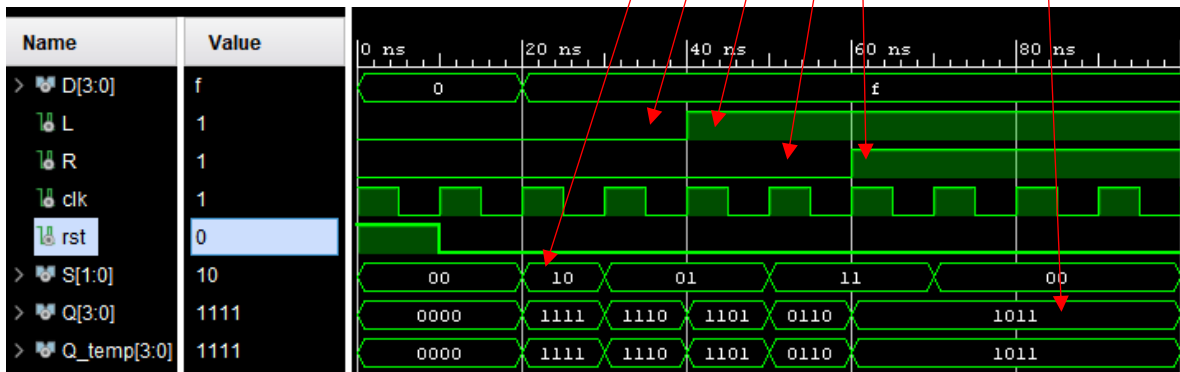 Name Value 0 ns 20 ns 40 ns 60 ns 80 ns
D[3:0] f 0 f
L 1
R 1
clk 1
rst 0
S[1:0] 10 00 10 01 11 00
Q[3:0] 1111 0000 1111 1110 1101 0110 1011
Q_temp[3:0] 1111 0000 1111 1110 1101 0110 1011